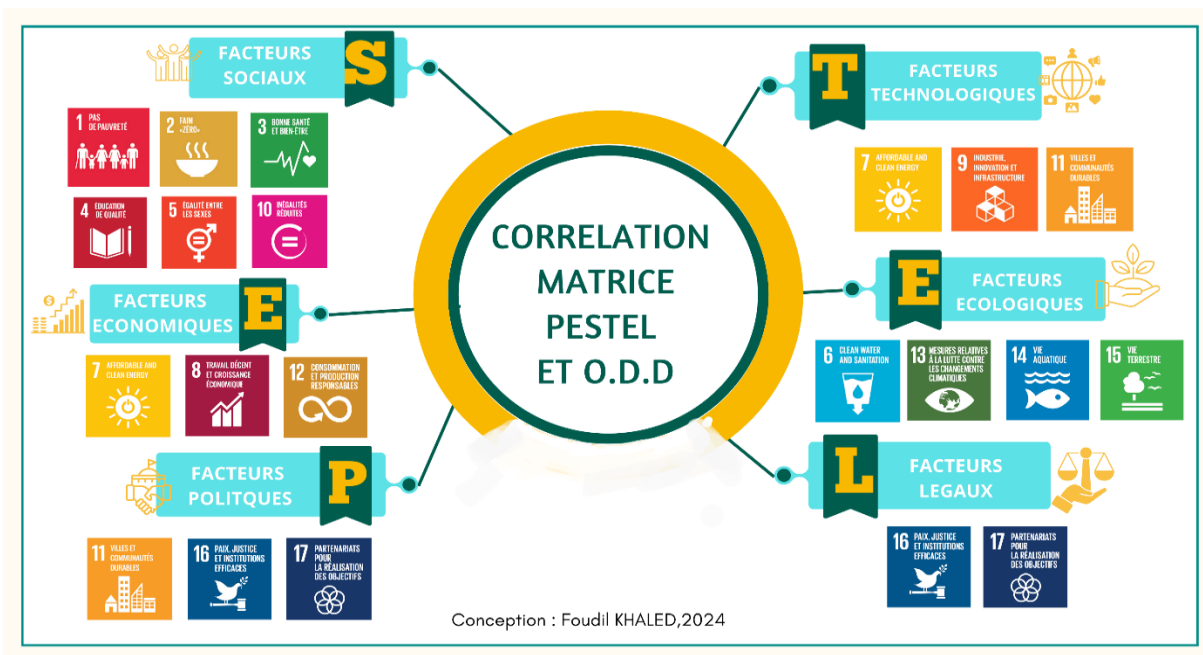 FACTEURS
SOCIAUX
S
1 PAS
DE PAUVRETÉ
2 FAIM
«ZÉRO»
3 BONNE SANTÉ
ET BIEN-ÊTRE
4 ÉDUCATION
DE QUALITÉ
5 ÉGALITÉ ENTRE
LES SEXES
10 INÉGALITÉS
RÉDUITES
FACTEURS
ECONOMIQUES
E
7 AFFORDABLE AND
CLEAN ENERGY
8 TRAVAIL DÉCENT
ET CROISSANCE
ÉCONOMIQUE
12 CONSOMMATION
ET PRODUCTION
RESPONSABLES
FACTEURS
POLITQUES
P
11 VILLES ET
COMMUNAUTÉS
DURABLES
16 PAIX, JUSTICE
ET INSTITUTIONS
EFFICACES
17 PARTENARIATS
POUR
LA RÉALISATION
DES OBJECTIFS
CORRELATION
MATRICE
PESTEL
ET O.D.D
T
FACTEURS
TECHNOLOGIQUES
7 AFFORDABLE AND
CLEAN ENERGY
9 INDUSTRIE,
INNOVATION ET
INFRASTRUCTURE
11 VILLES ET
COMMUNAUTÉS
DURABLES
E
FACTEURS
ECOLOGIQUES
6 CLEAN WATER
AND SANITATION
13 MESURES RELATIVES
À LA LUTTE CONTRE
LES CHANGEMENTS
CLIMATIQUES
14 VIE
AQUATIQUE
15 VIE
TERRESTRE
L
FACTEURS
LEGAUX
16 PAIX, JUSTICE
ET INSTITUTIONS
EFFICACES
17 PARTENARIATS
POUR
LA RÉALISATION
DES OBJECTIFS
Conception : Foudil KHALED,2024